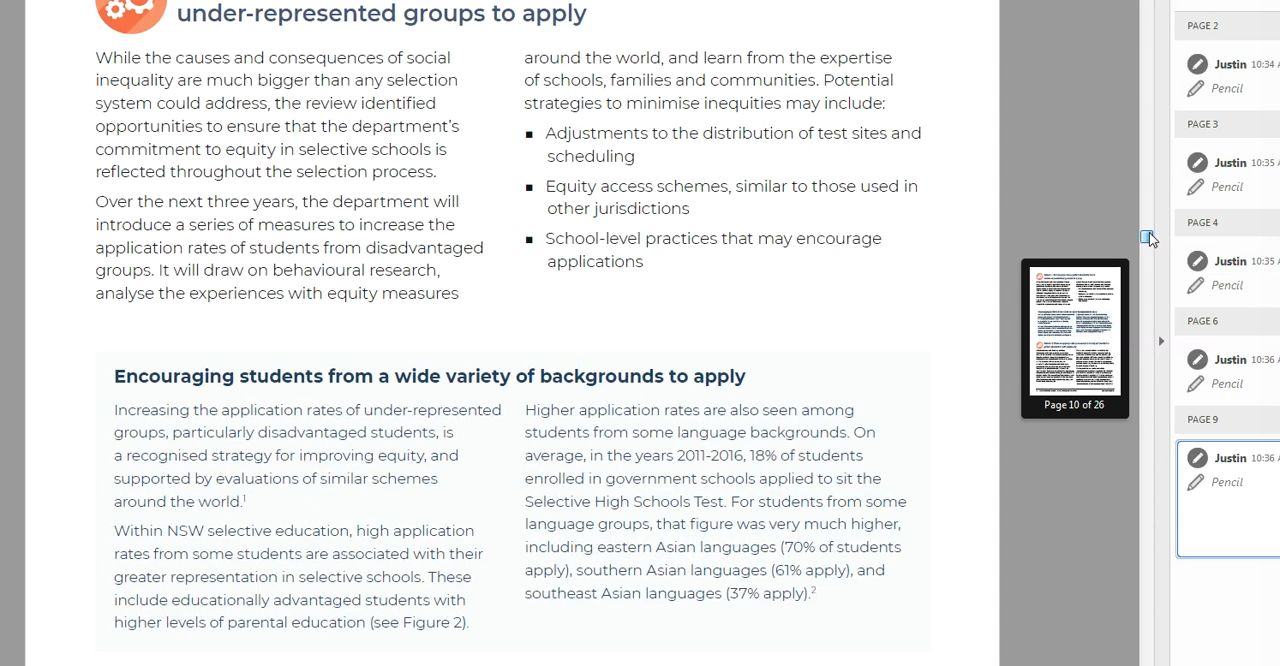 under-represented groups to apply
While the causes and consequences of social
inequality are much bigger than any selection
system could address, the review identified
opportunities to ensure that the department’s
commitment to equity in selective schools is
reflected throughout the selection process.
Over the next three years, the department will
introduce a series of measures to increase the
application rates of students from disadvantaged
groups. It will draw on behavioural research,
analyse the experiences with equity measures
around the world, and learn from the expertise
of schools, families and communities. Potential
strategies to minimise inequities may include:
▪ Adjustments to the distribution of test sites and
scheduling
▪ Equity access schemes, similar to those used in
other jurisdictions
▪ School-level practices that may encourage
applications
Encouraging students from a wide variety of backgrounds to apply
Increasing the application rates of under-represented
groups, particularly disadvantaged students, is
a recognised strategy for improving equity, and
supported by evaluations of similar schemes
around the world.1
Within NSW selective education, high application
rates from some students are associated with their
greater representation in selective schools. These
include educationally advantaged students with
higher levels of parental education (see Figure 2).
Higher application rates are also seen among
students from some language backgrounds. On
average, in the years 2011-2016, 18% of students
enrolled in government schools applied to sit the
Selective High Schools Test. For students from some
language groups, that figure was very much higher,
including eastern Asian languages (70% of students
apply), southern Asian languages (61% apply), and
southeast Asian languages (37% apply).2
Page 10 of 26
PAGE 2
Justin 10:34 A
Pencil
PAGE 3
Justin 10:35 A
Pencil
PAGE 4
Justin 10:35 A
Pencil
PAGE 6
Justin 10:36 A
Pencil
PAGE 9
Justin 10:36 A
Pencil